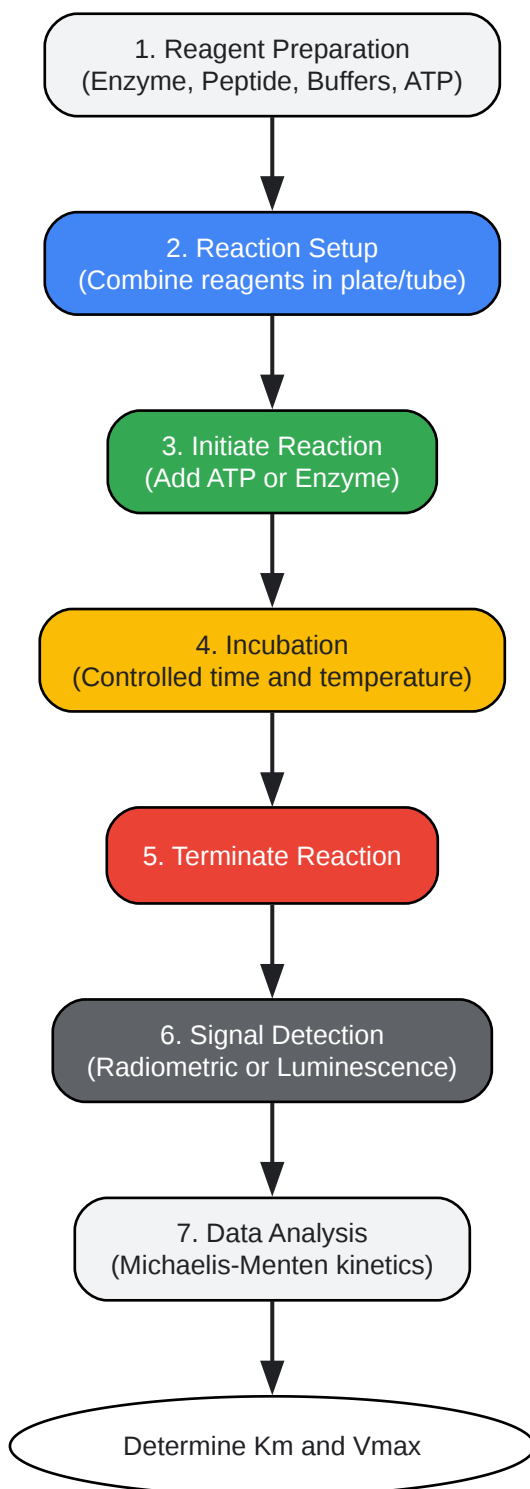 1. Reagent Preparation
(Enzyme, Peptide, Buffers, ATP)
2. Reaction Setup
(Combine reagents in plate/tube)
3. Initiate Reaction
(Add ATP or Enzyme)
4. Incubation
(Controlled time and temperature)
5. Terminate Reaction
6. Signal Detection
(Radiometric or Luminescence)
7. Data Analysis
(Michaelis-Menten kinetics)
Determine Km and Vmax